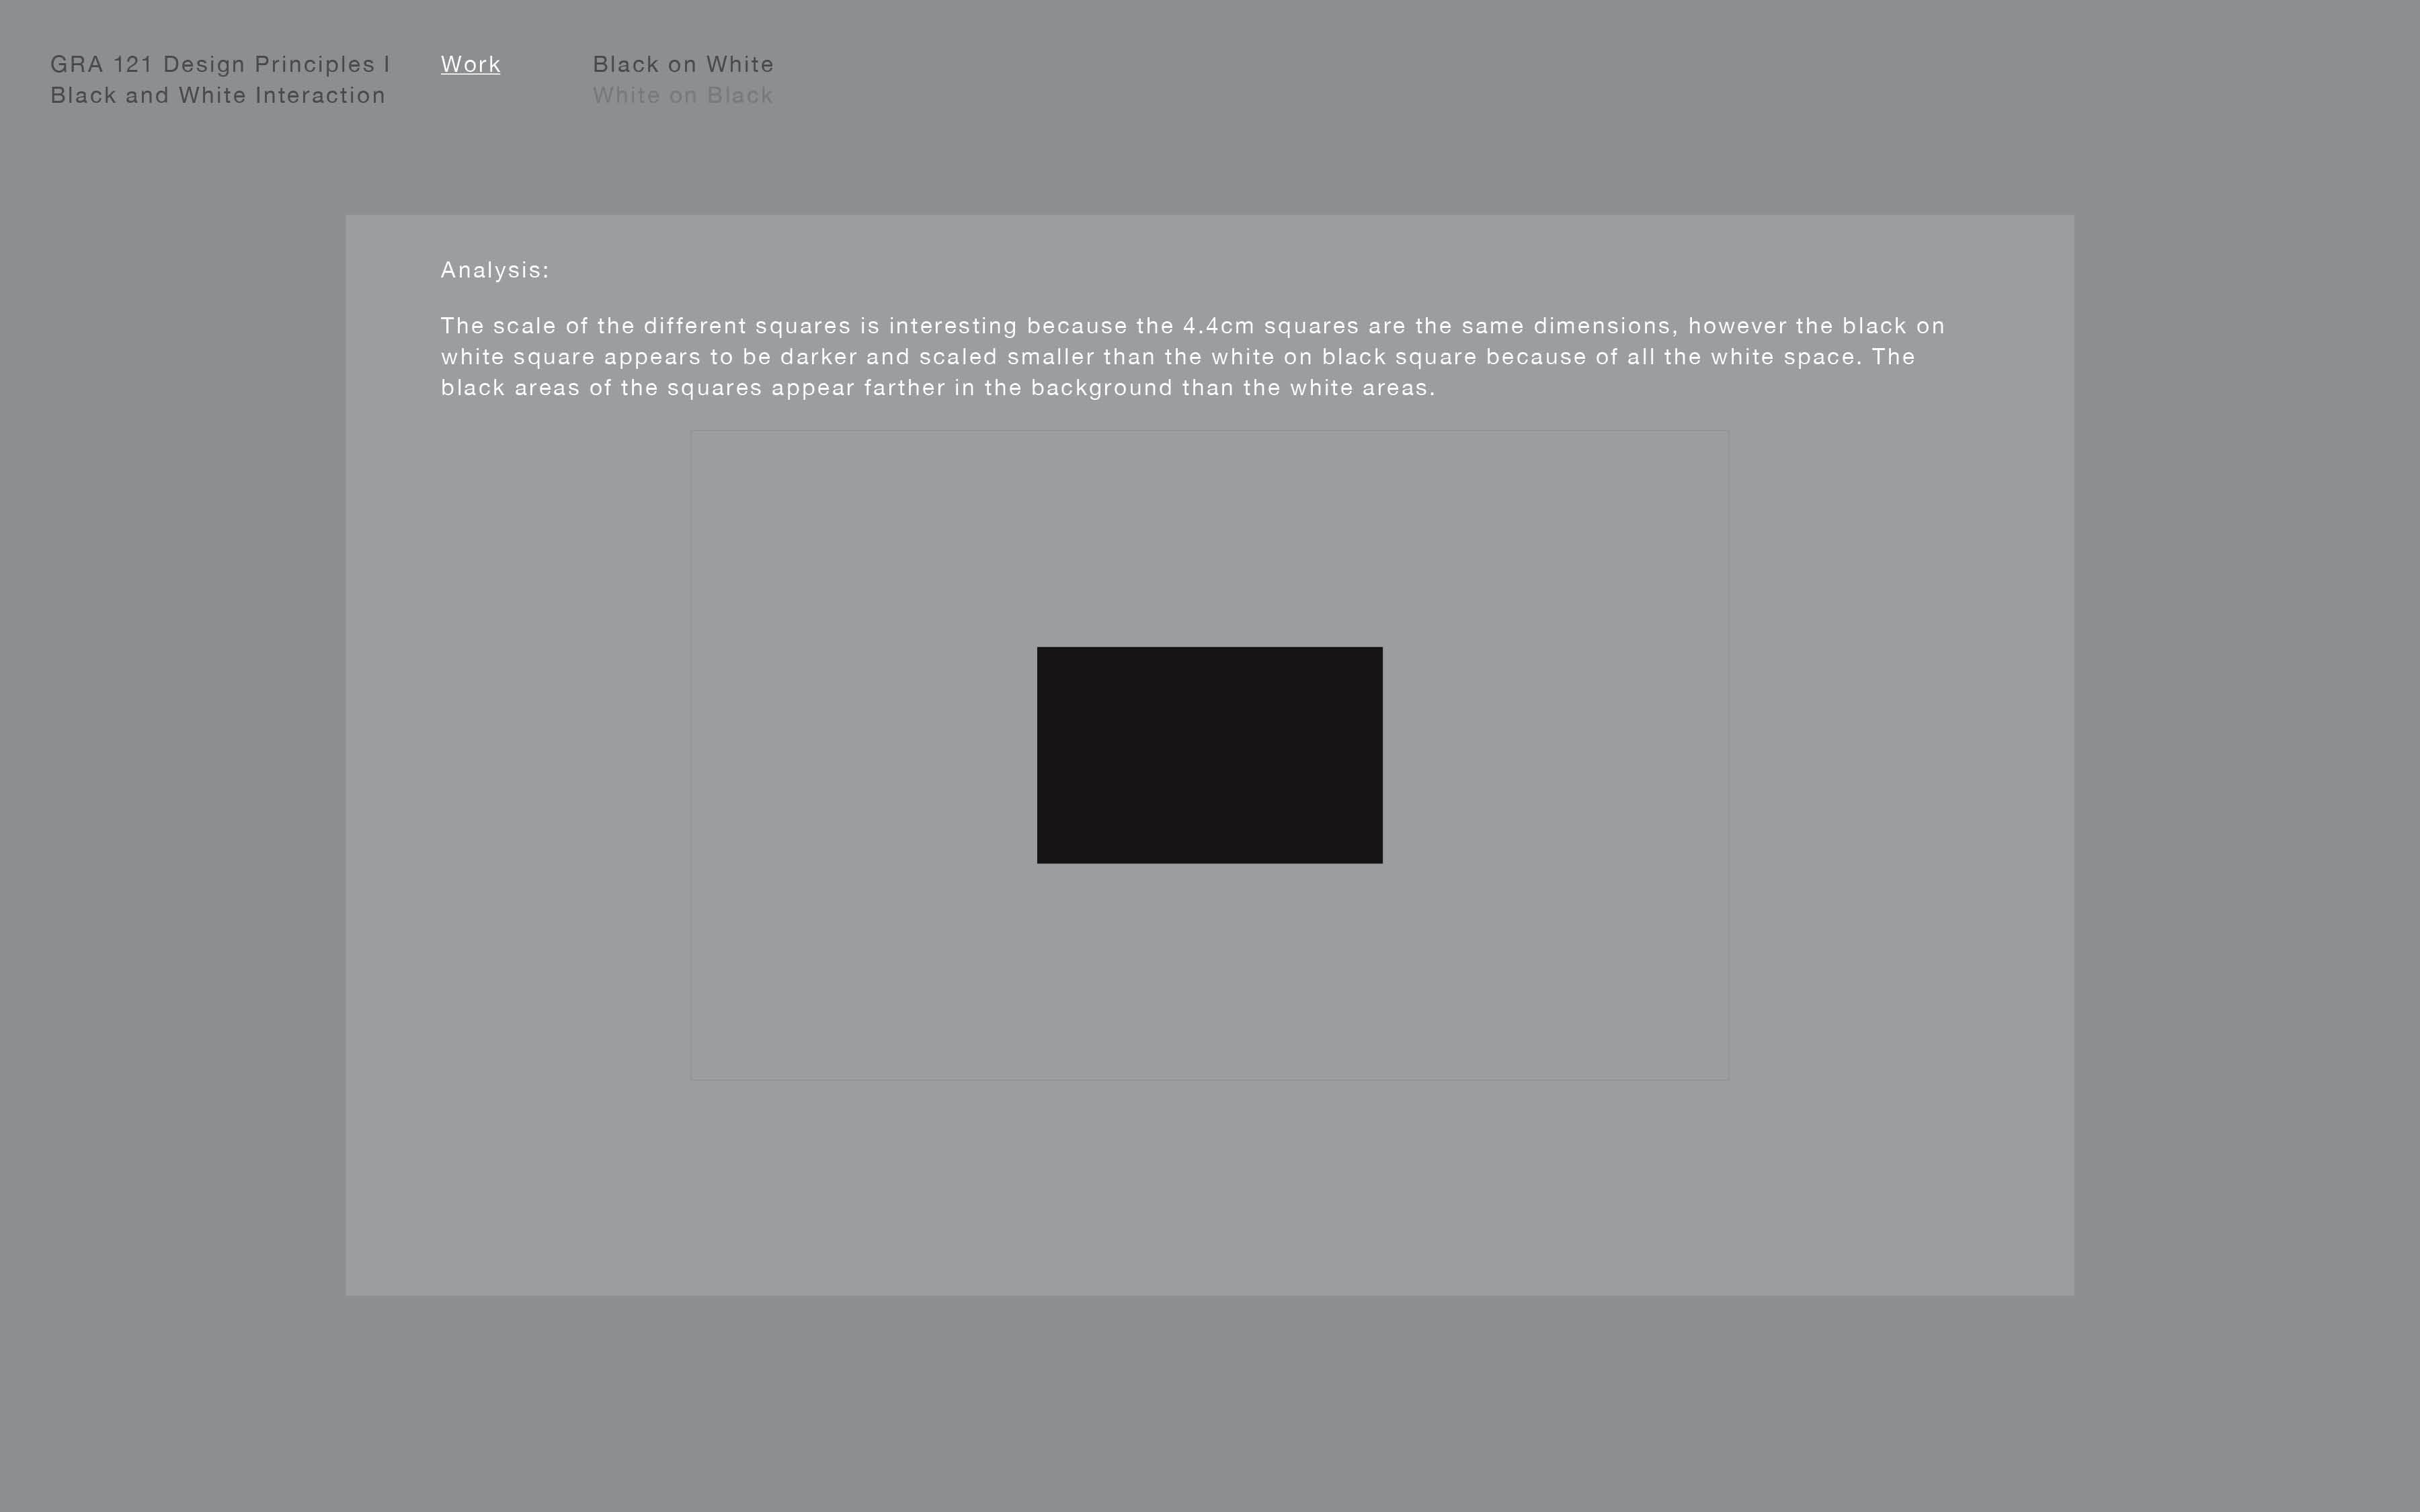 GRA 121 Design Principles I
Black and White Interaction
Work
Black on White
White on Black
Analysis:
The scale of the different squares is interesting because the 4.4cm squares are the same dimensions, however the black on
white square appears to be darker and scaled smaller than the white on black square because of all the white space. The
black areas of the squares appear farther in the background than the white areas.